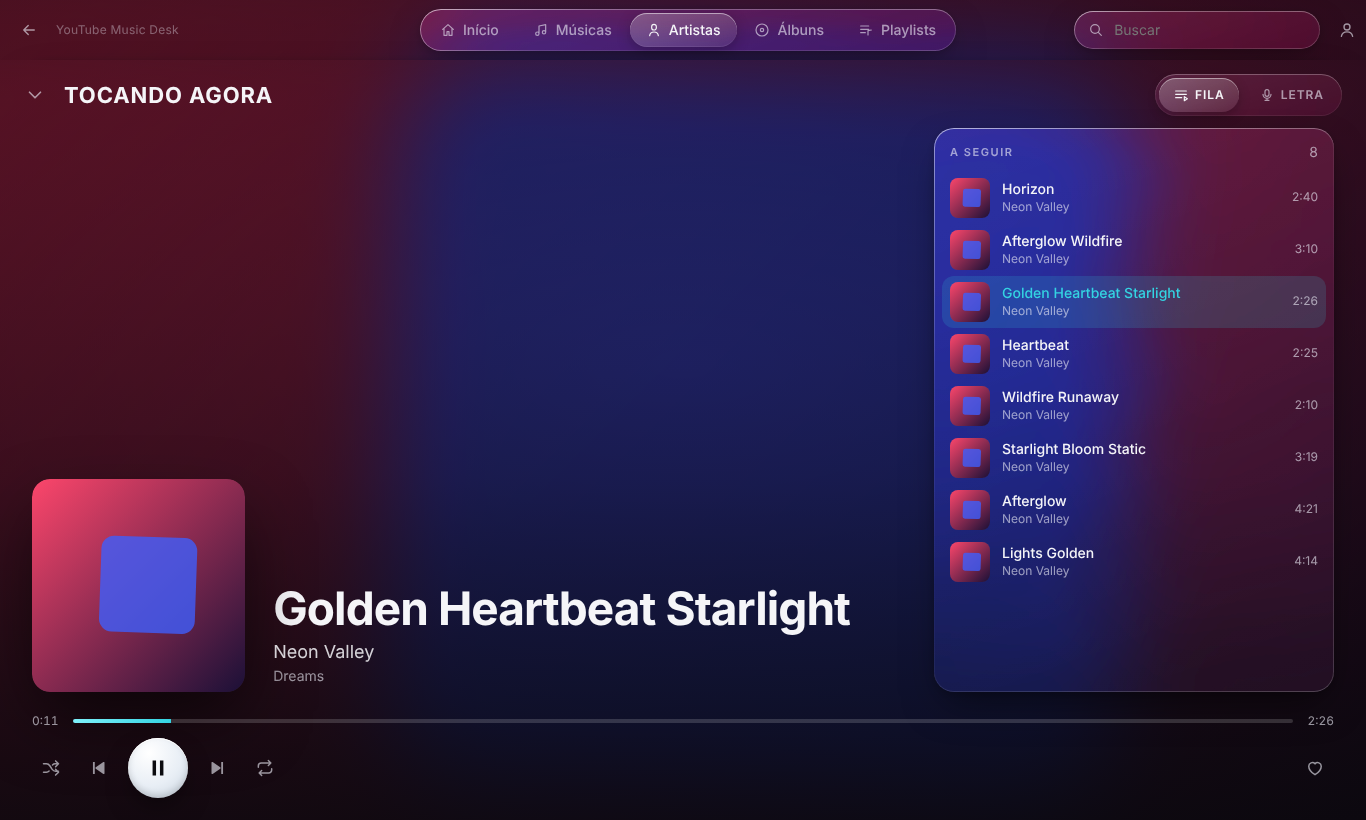 YouTube Music Desk
Início
Músicas
Artistas
Álbuns
Playlists
Buscar
TOCANDO AGORA
FILA
LETRA
A SEGUIR
8
Horizon
Neon Valley
2:40
Afterglow Wildfire
Neon Valley
3:10
Golden Heartbeat Starlight
Neon Valley
2:26
Heartbeat
Neon Valley
2:25
Wildfire Runaway
Neon Valley
2:10
Starlight Bloom Static
Neon Valley
3:19
Afterglow
Neon Valley
4:21
Lights Golden
Neon Valley
4:14
Golden Heartbeat Starlight
Neon Valley
Dreams
0:11
2:26